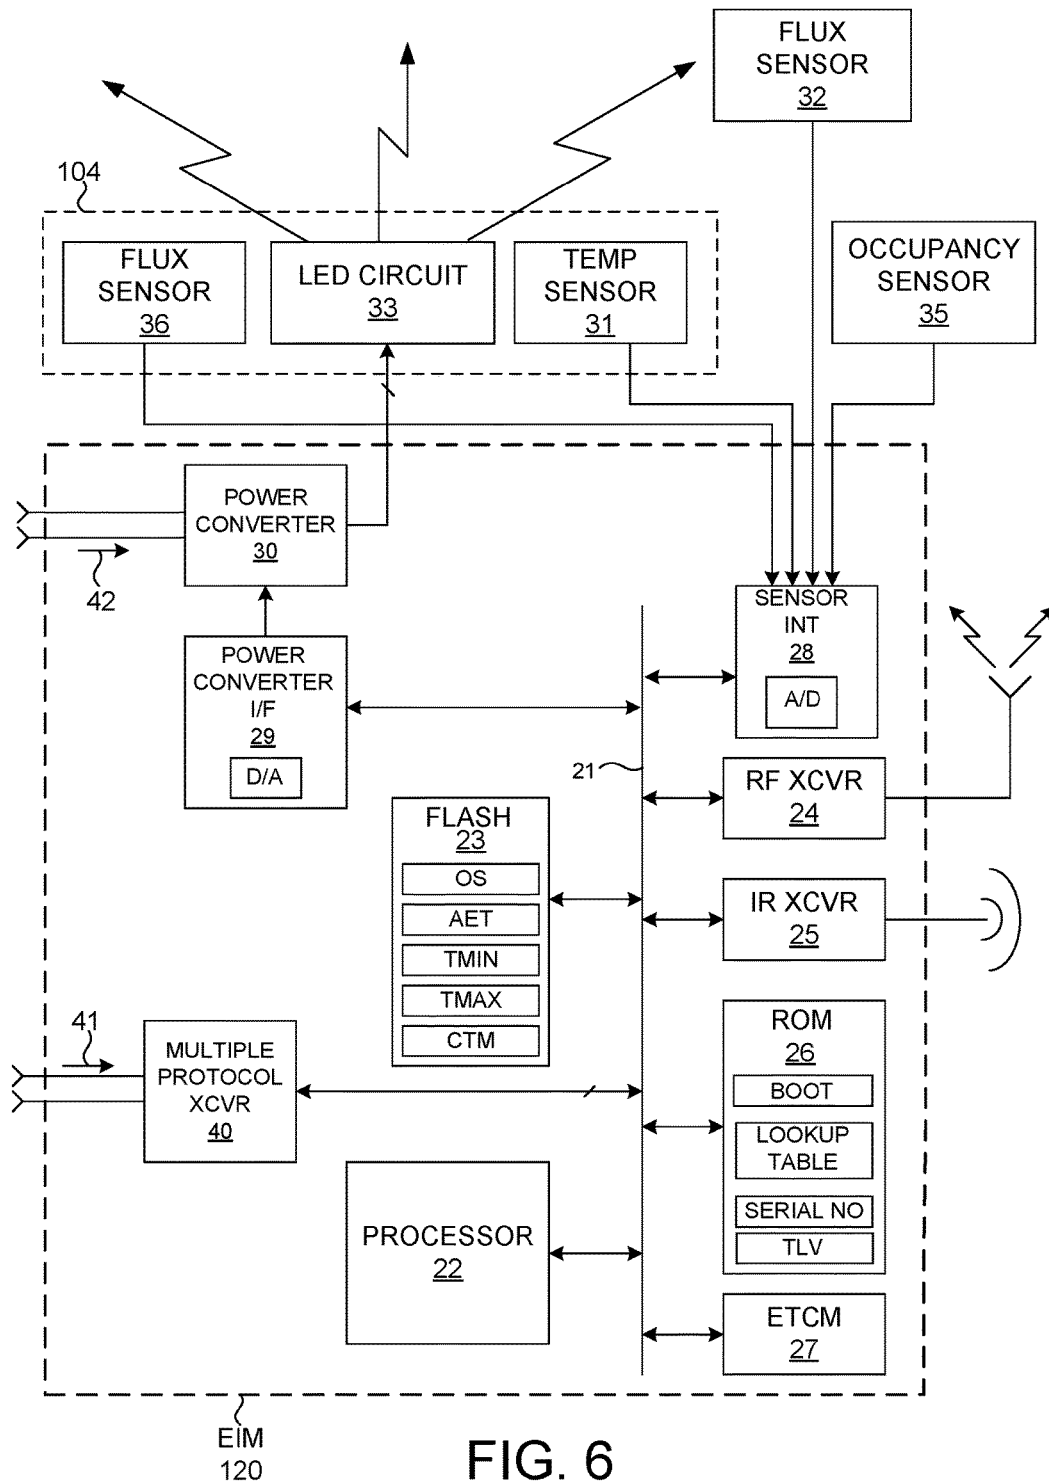 FLUX
SENSOR
32
104
FLUX
SENSOR
36
LED CIRCUIT
33
TEMP
SENSOR
31
OCCUPANCY
SENSOR
35
POWER
CONVERTER
30
42
POWER
CONVERTER
I/F
29
D/A
SENSOR
INT
28
A/D
21
RF XCVR
24
FLASH
23
OS
AET
TMIN
TMAX
CTM
IR XCVR
25
41
MULTIPLE
PROTOCOL
XCVR
40
ROM
26
BOOT
LOOKUP
TABLE
SERIAL NO
TLV
PROCESSOR
22
ETCM
27
EIM
120
FIG. 6